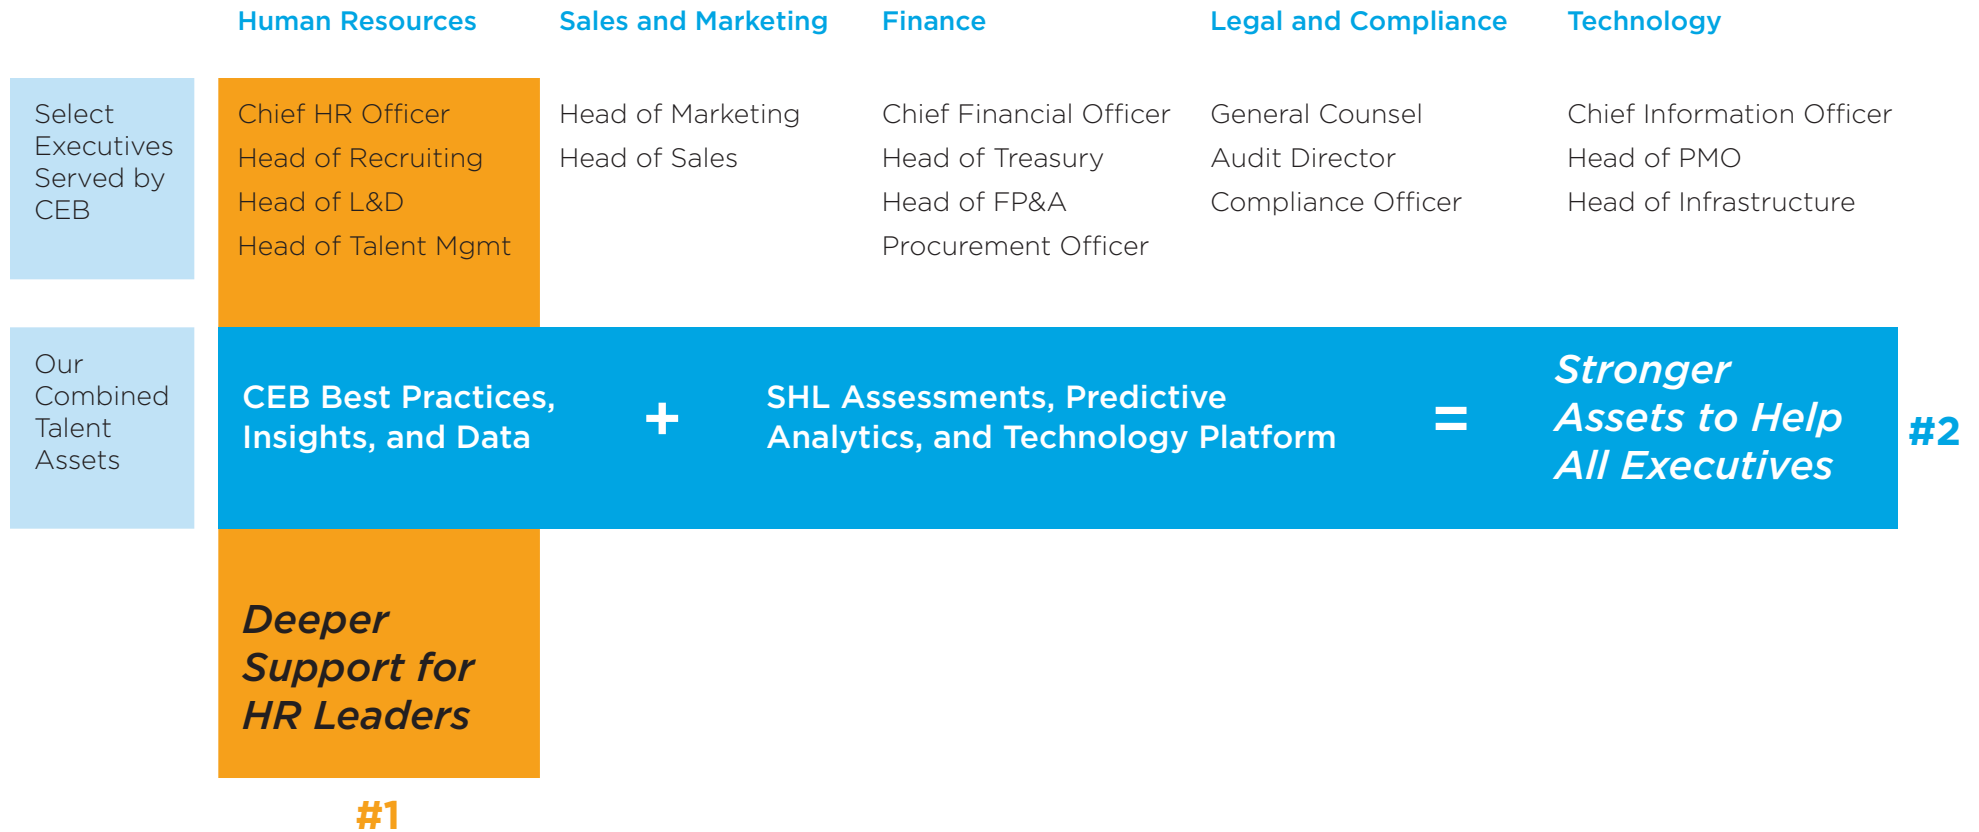 Human Resources
Sales and Marketing
Finance
Legal and Compliance
Technology
Select
Executives
Served by
CEB
Chief HR Officer
Head of Recruiting
Head of L&D
Head of Talent Mgmt
Head of Marketing
Head of Sales
Chief Financial Officer
Head of Treasury
Head of FP&A
Procurement Officer
General Counsel
Audit Director
Compliance Officer
Chief Information Officer
Head of PMO
Head of Infrastructure
Our
Combined
Talent
Assets
CEB Best Practices,
Insights, and Data
+
SHL Assessments, Predictive
Analytics, and Technology Platform
=
Stronger
Assets to Help
All Executives
#2
Deeper
Support for
HR Leaders
#1